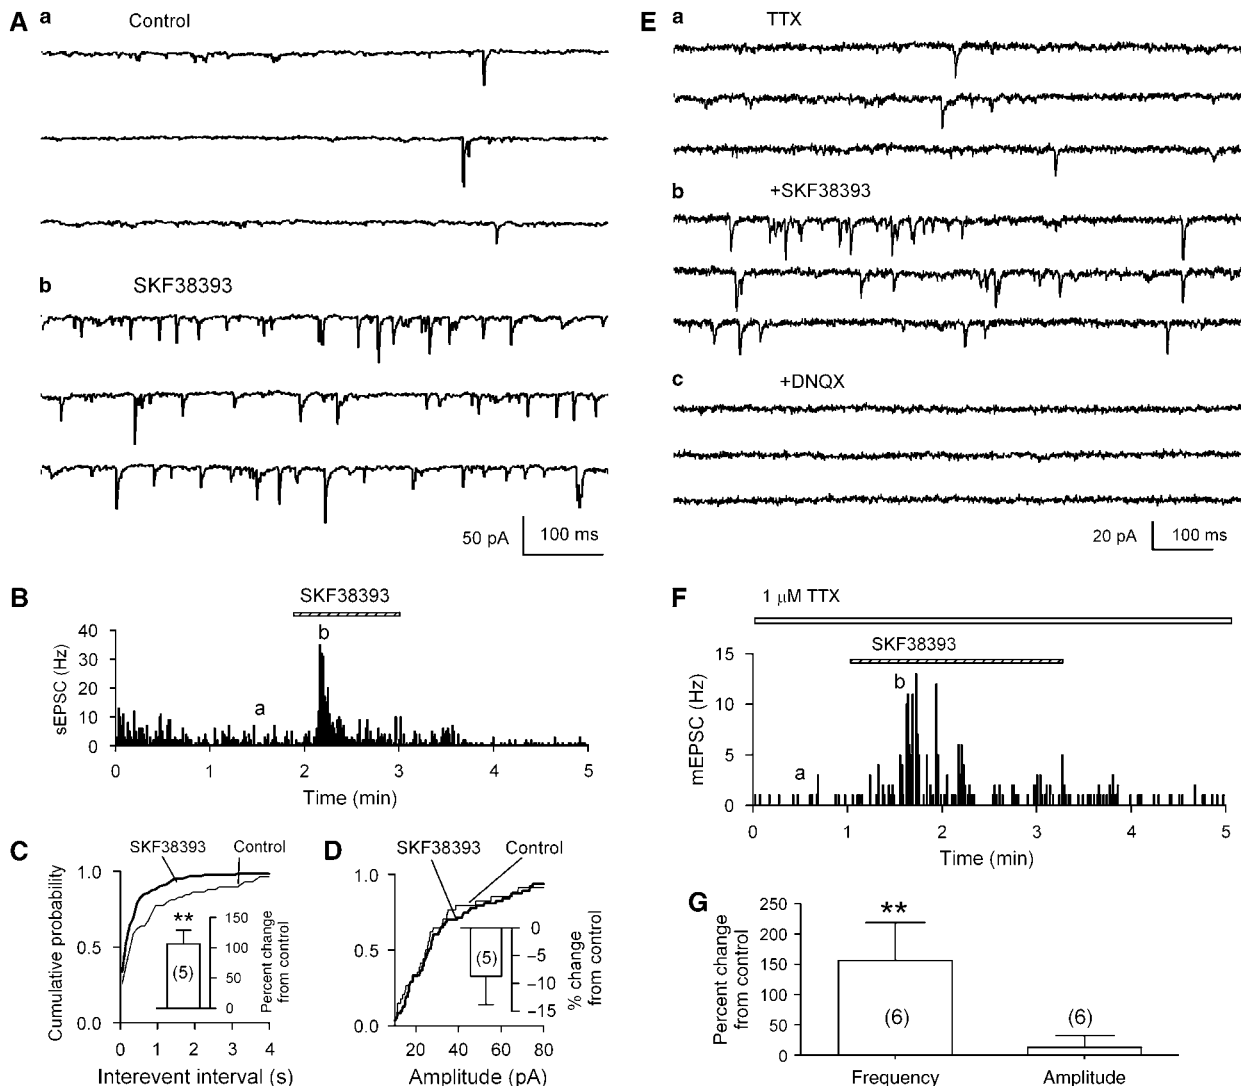 A
a
Control
b
SKF38393
50 pA
100 ms
B
SKF38393
b
a
sEPSC (Hz)
40
30
20
10
0
0 1 2 3 4 5
Time (min)
C
SKF38393
Control
Cumulative probability
1.0
0.5
0.0
**
(5)
150
100
50
0
Percent change
from control
0 1 2 3 4
Interevent interval (s)
D
SKF38393
Control
1.0
0.5
0.0
(5)
0
−5
−10
−15
% change
from control
20 40 60 80
Amplitude (pA)
E
a
TTX
b
+SKF38393
c
+DNQX
20 pA
100 ms
F
1 μM TTX
SKF38393
b
a
mEPSC (Hz)
15
10
5
0
0 1 2 3 4 5
Time (min)
G
Percent change
from control
250
200
150
100
50
0
**
(6)
(6)
Frequency
Amplitude